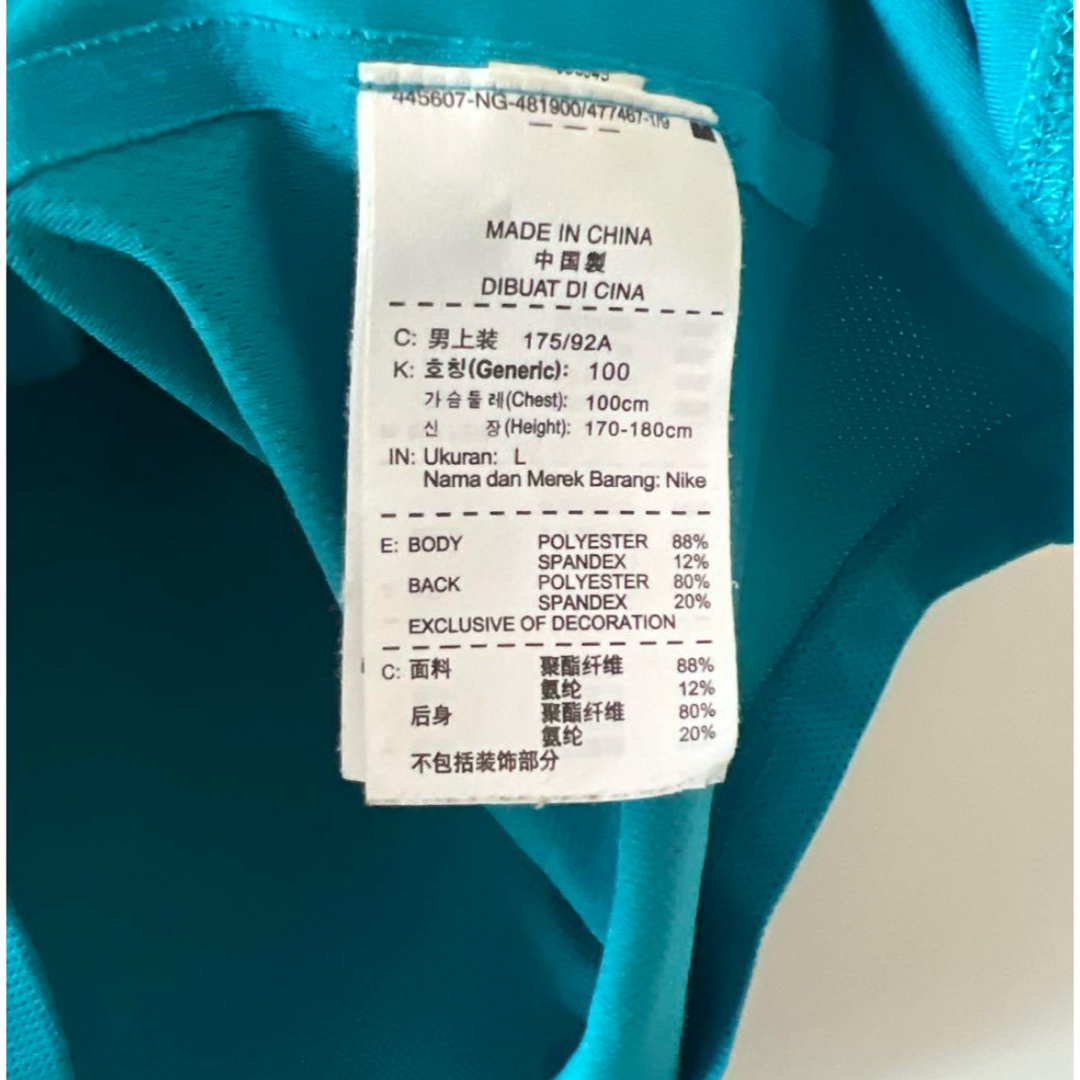 445607-NG-481900/477467-1/9
MADE IN CHINA
中国製
DIBUAT DI CINA
C: 男上装 175/92A
K: 호칭(Generic): 100
가슴둘레(Chest): 100cm
신 장(Height): 170-180cm
IN: Ukuran: L
Nama dan Merek Barang: Nike
E: BODY POLYESTER 88%
SPANDEX 12%
BACK POLYESTER 80%
SPANDEX 20%
EXCLUSIVE OF DECORATION
C: 面料 聚酯纤维 88%
氨纶 12%
后身 聚酯纤维 80%
氨纶 20%
不包括装饰部分